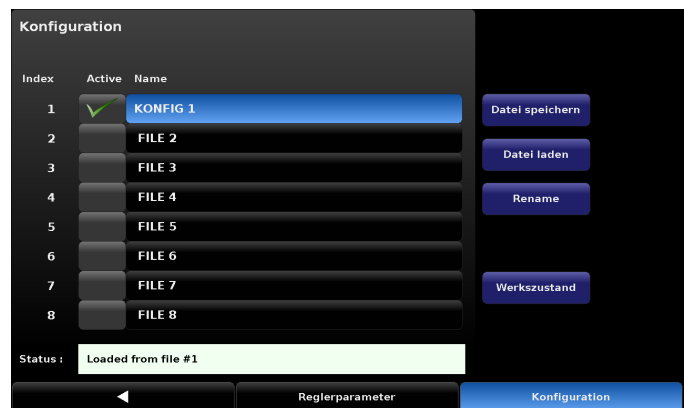 Konfiguration
Index Active Name
1 KONFIG 1
Datei speichern
2 FILE 2
Datei laden
3 FILE 3
4 FILE 4
Rename
5 FILE 5
6 FILE 6
7 FILE 7
Werkszustand
8 FILE 8
Status : Loaded from file #1
Reglerparameter
Konfiguration